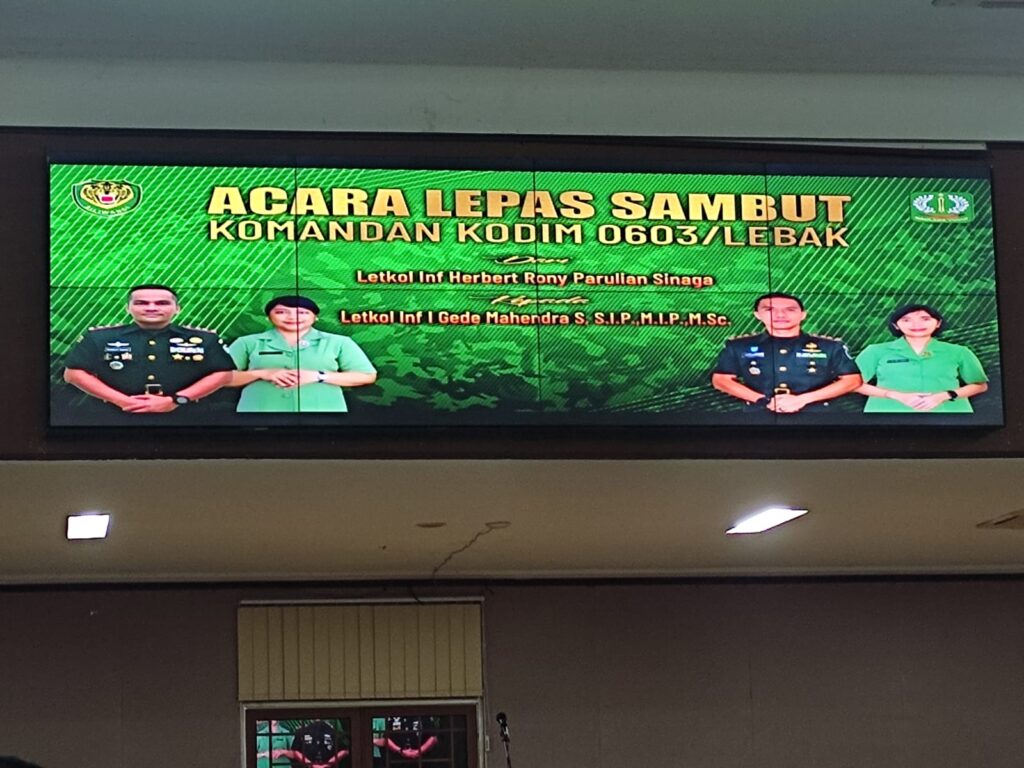 ACARA LEPAS SAMBUT
KOMANDAN KODIM 0603/LEBAK
Dari
Letkol Inf Herbert Rony Parulian Sinaga
Kepada
Letkol Inf I Gede Mahendra S, S.I.P.,M.I.P.,M.Sc.
SILIWANGI